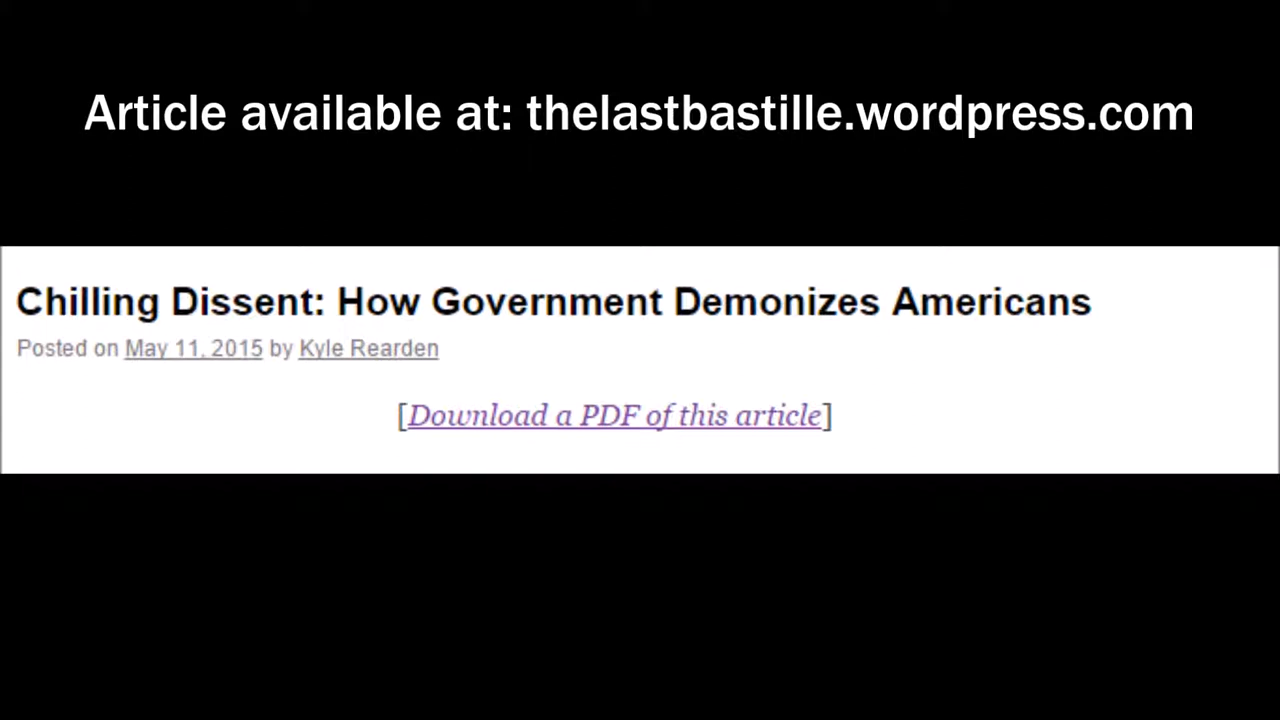 Article available at: thelastbastille.wordpress.com
Chilling Dissent: How Government Demonizes Americans
Posted on May 11, 2015 by Kyle Rearden
[Download a PDF of this article]